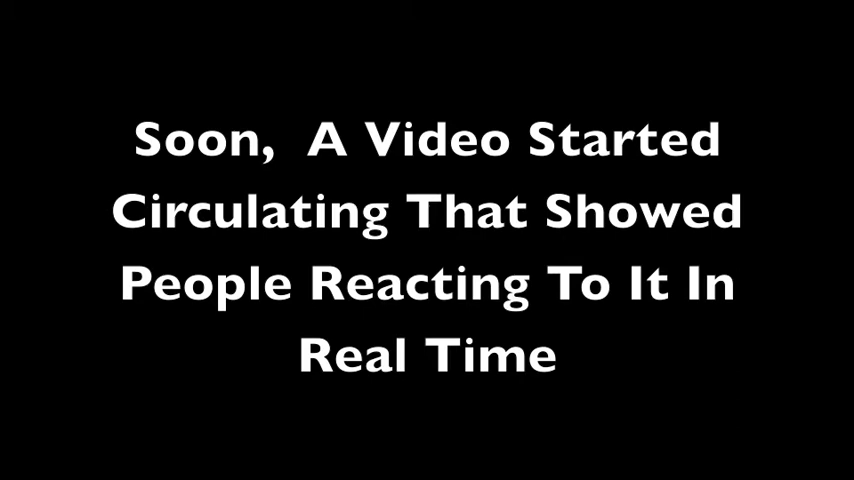 Soon,  A Video Started
Circulating That Showed
People Reacting To It In
Real Time